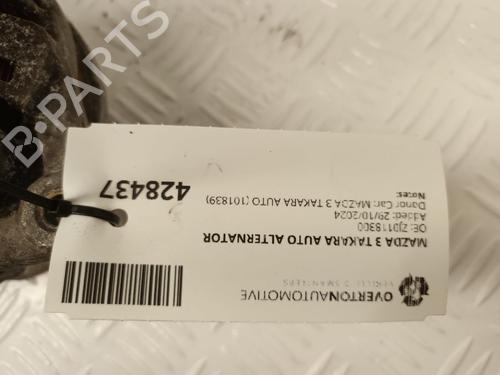 B-PARTS
OVERTONAUTOMOTIVE
MAZDA 3 TAKARA AUTO ALTERNATOR
OE: ZJ0118300
Added: 29/10/2024
Donor Car: MAZDA 3 TAKARA AUTO (101839)
Notes:
428437